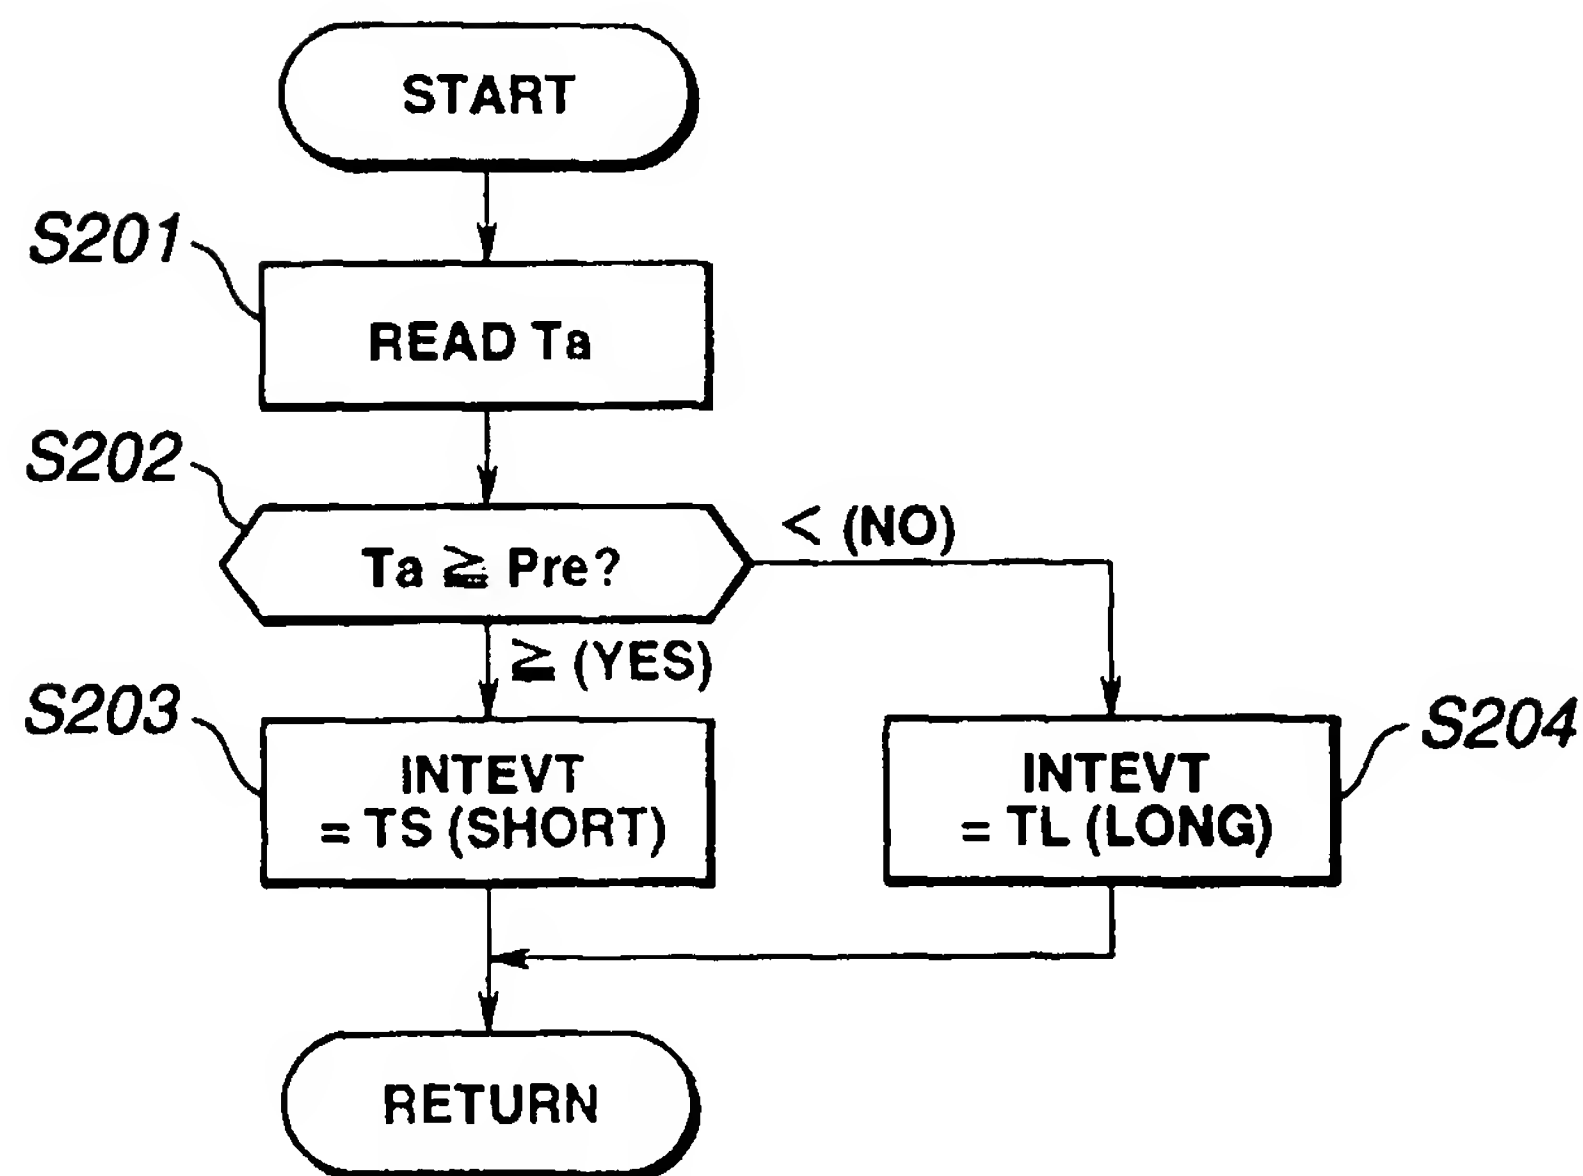 START
S201
READ Ta
S202
Ta ≧ Pre?
< (NO)
≧ (YES)
S203
INTEVT
= TS (SHORT)
INTEVT
= TL (LONG)
S204
RETURN